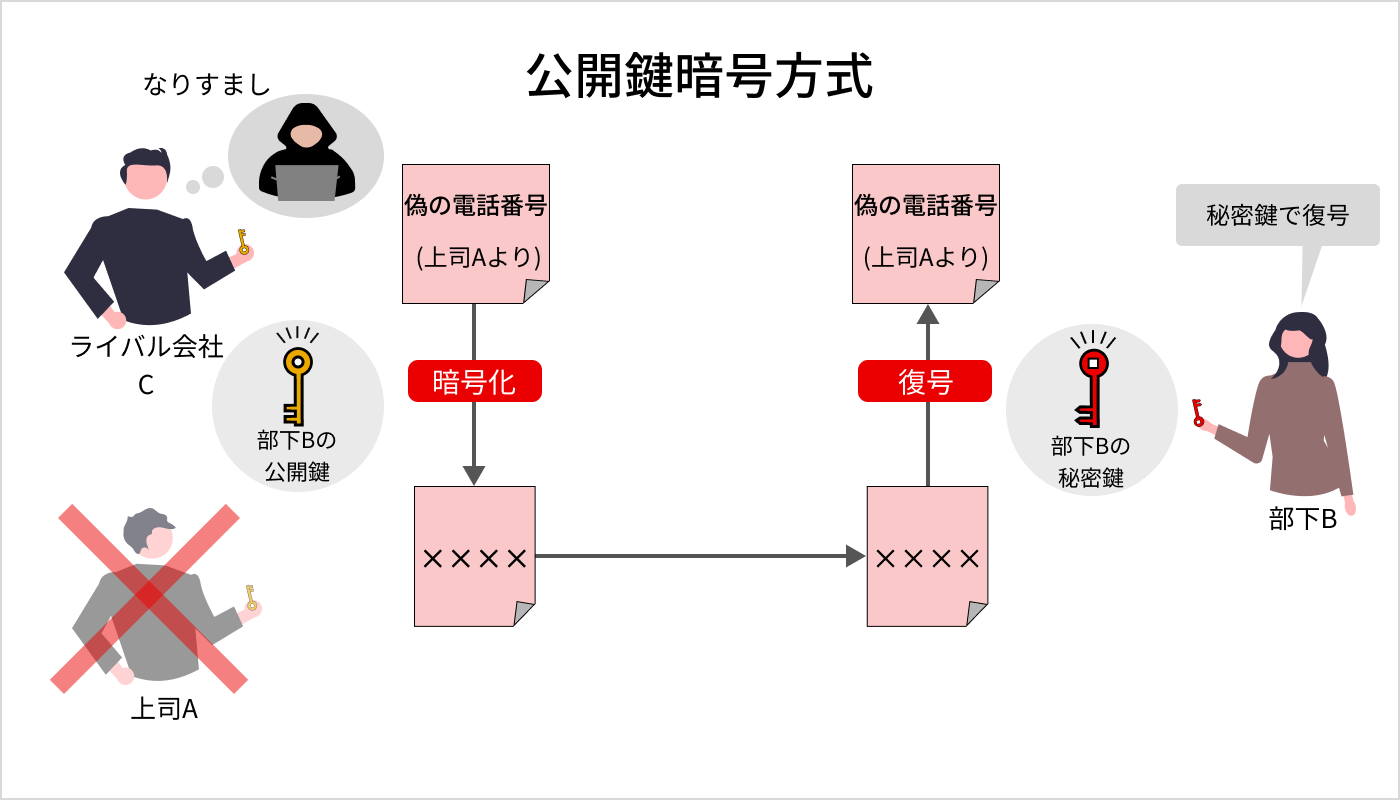 公開鍵暗号方式
なりすまし
ライバル会社
C
偽の電話番号
(上司Aより)
暗号化
部下Bの
公開鍵
××××
上司A
偽の電話番号
(上司Aより)
復号
××××
部下Bの
秘密鍵
秘密鍵で復号
部下B